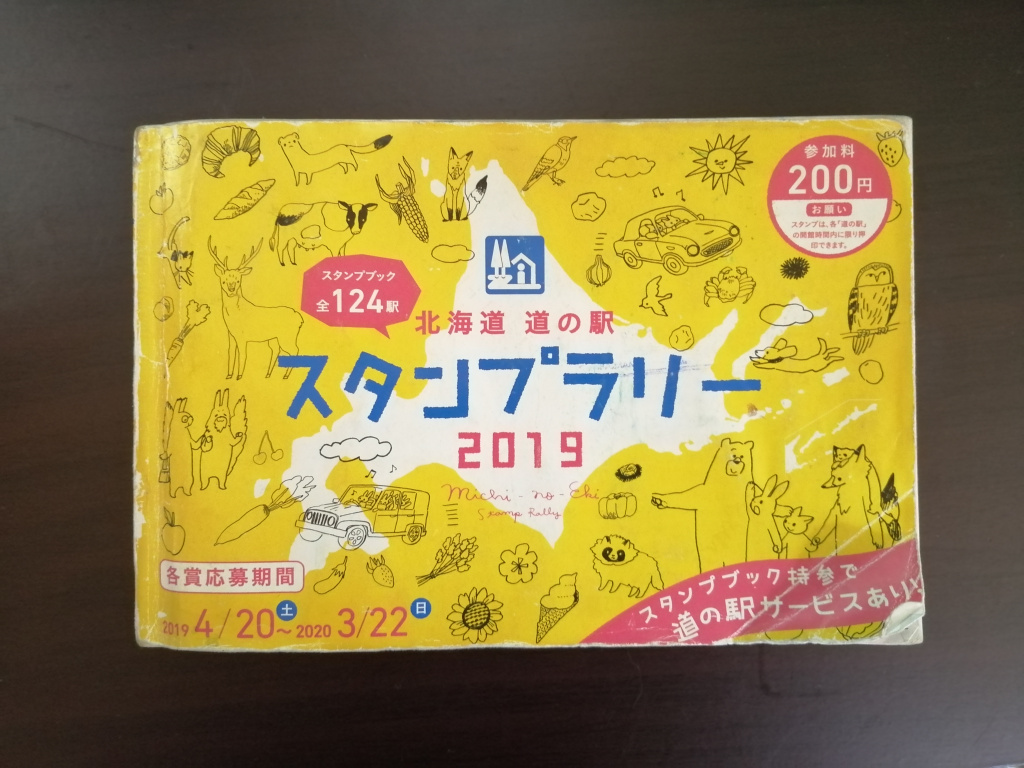 参加料
200円
お願い
スタンプは、各「道の駅」
の開館時間内に限り押
印できます。
スタンプブック
全124駅
北海道 道の駅
スタンプラリー
2019
Michi-no-Eki
Stamp Rally
各賞応募期間
2019 4/20土~2020 3/22日
スタンプブック持参で
道の駅サービスあり!